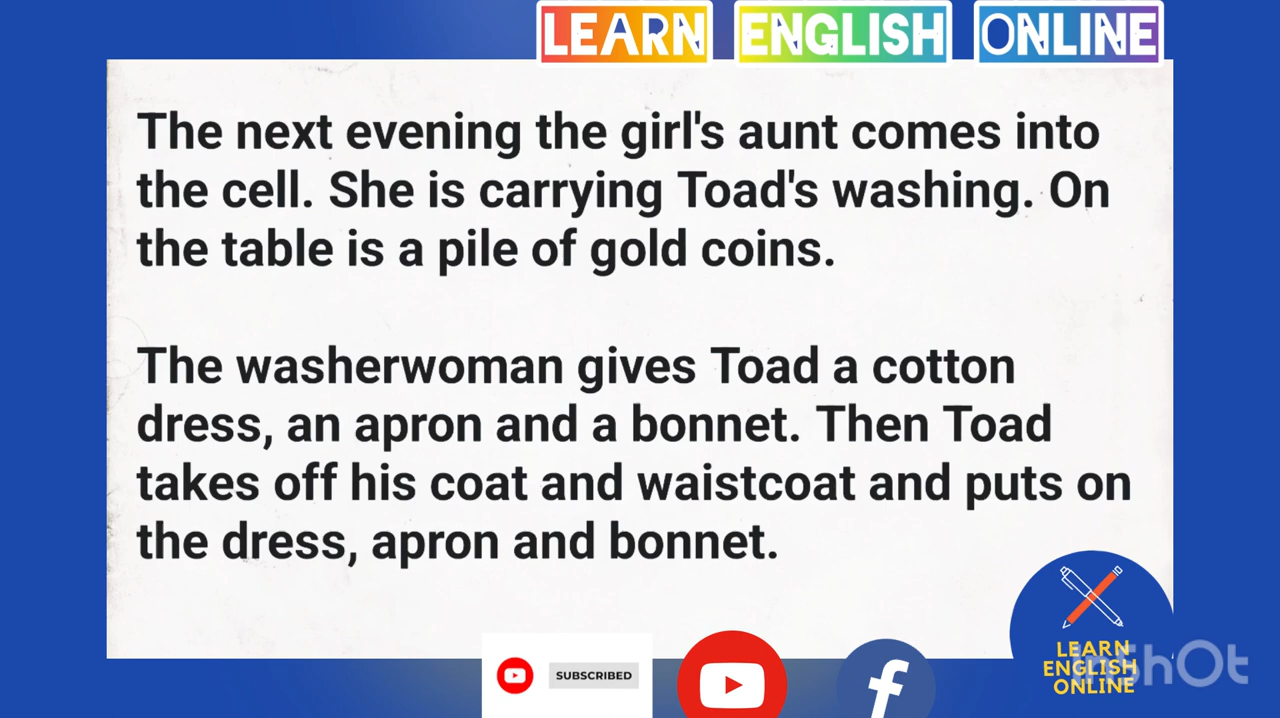 LEARN ENGLISH ONLINE
The next evening the girl's aunt comes into
the cell. She is carrying Toad's washing. On
the table is a pile of gold coins.
The washerwoman gives Toad a cotton
dress, an apron and a bonnet. Then Toad
takes off his coat and waistcoat and puts on
the dress, apron and bonnet.
SUBSCRIBED
LEARN
ENGLISH
ONLINE